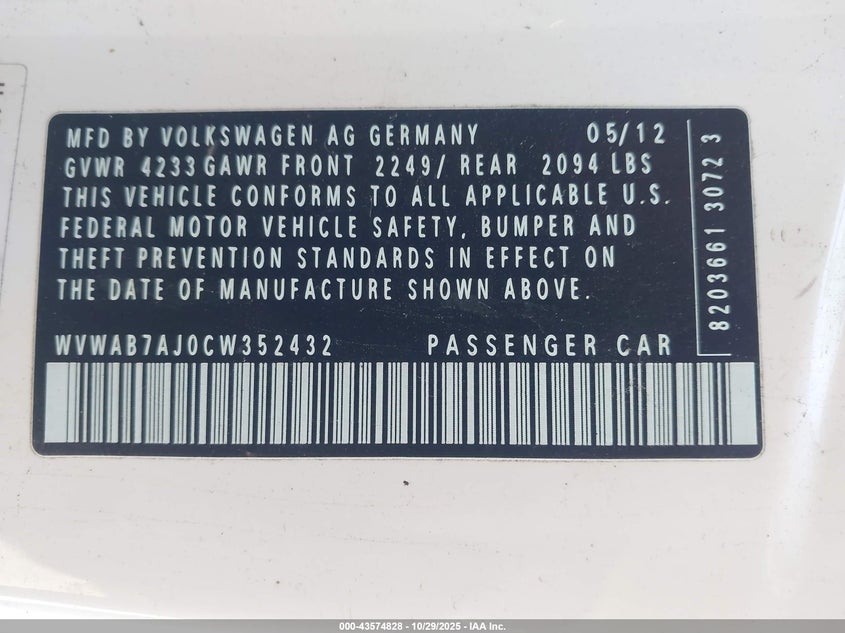 MFD BY VOLKSWAGEN AG GERMANY 05/12
GVWR 4233 GAWR FRONT 2249/ REAR 2094 LBS
THIS VEHICLE CONFORMS TO ALL APPLICABLE U.S.
FEDERAL MOTOR VEHICLE SAFETY, BUMPER AND
THEFT PREVENTION STANDARDS IN EFFECT ON
THE DATE OF MANUFACTURE SHOWN ABOVE.
WVWAB7AJ0CW352432 PASSENGER CAR
8203661 30723
000-43574828 - 10/29/2025 - IAA Inc.